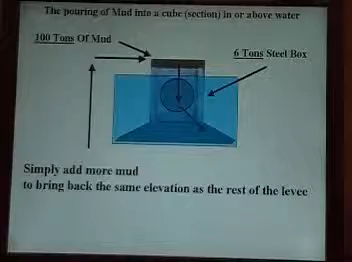 The pouring of Mud into a cube (section) in or above water
100 Tons Of Mud
6 Tons Steel Box
Simply add more mud
to bring back the same elevation as the rest of the levee